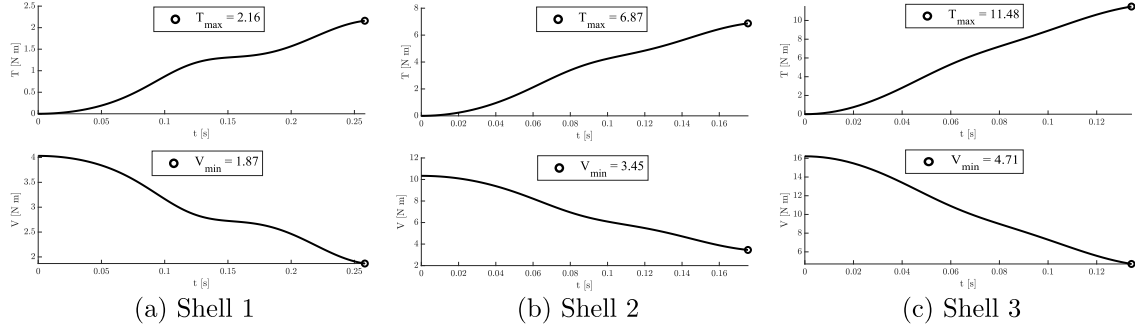 T_max = 2.16
2.5
2
1.5
1
0.5
0
T [N m]
0 0.05 0.1 0.15 0.2 0.25
t [s]
V_min = 1.87
4
3.5
3
2.5
2
V [N m]
0 0.05 0.1 0.15 0.2 0.25
t [s]
(a) Shell 1
T_max = 6.87
8
6
4
2
0
T [N m]
0 0.02 0.04 0.06 0.08 0.1 0.12 0.14 0.16
t [s]
V_min = 3.45
12
10
8
6
4
2
V [N m]
0 0.02 0.04 0.06 0.08 0.1 0.12 0.14 0.16
t [s]
(b) Shell 2
T_max = 11.48
10
8
6
4
2
0
T [N m]
0 0.02 0.04 0.06 0.08 0.1 0.12
t [s]
V_min = 4.71
16
14
12
10
8
6
V [N m]
0 0.02 0.04 0.06 0.08 0.1 0.12
t [s]
(c) Shell 3